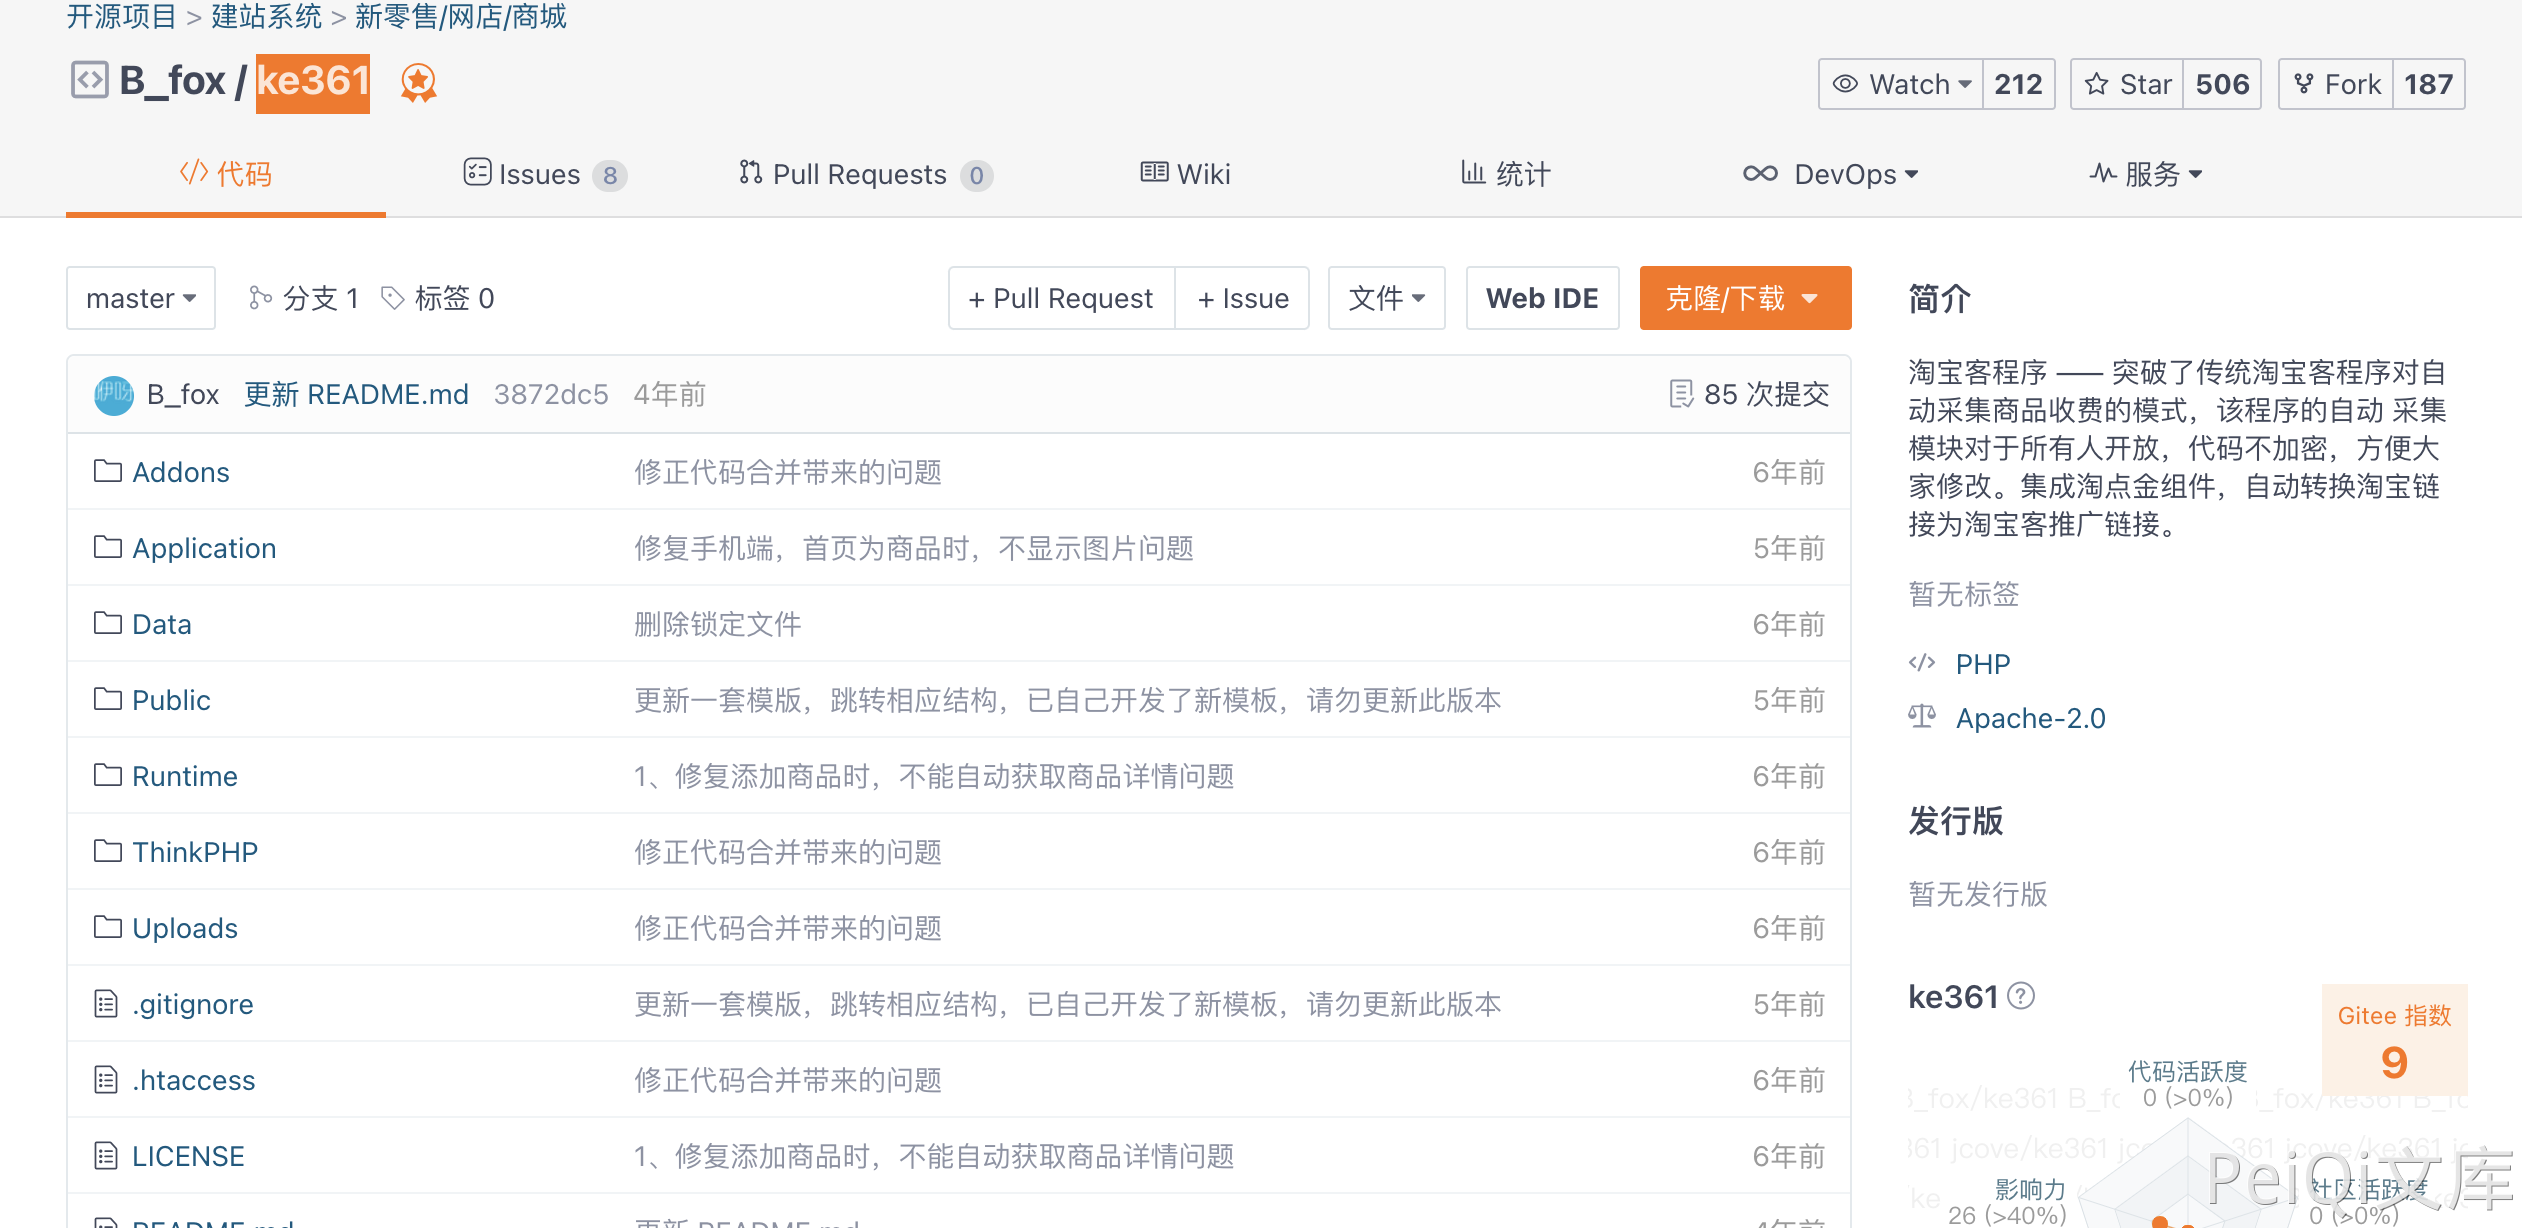 开源项目 > 建站系统 > 新零售/网店/商城
B_fox / ke361
Watch 212 Star 506 Fork 187
代码 Issues 8 Pull Requests 0 Wiki 统计 DevOps 服务
master 分支 1 标签 0 + Pull Request + Issue 文件 Web IDE 克隆/下载
B_fox 更新 README.md 3872dc5 4年前 85 次提交
Addons 修正代码合并带来的问题 6年前
Application 修复手机端，首页为商品时，不显示图片问题 5年前
Data 删除锁定文件 6年前
Public 更新一套模版，跳转相应结构，已自己开发了新模板，请勿更新此版本 5年前
Runtime 1、修复添加商品时，不能自动获取商品详情问题 6年前
ThinkPHP 修正代码合并带来的问题 6年前
Uploads 修正代码合并带来的问题 6年前
.gitignore 更新一套模版，跳转相应结构，已自己开发了新模板，请勿更新此版本 5年前
.htaccess 修正代码合并带来的问题 6年前
LICENSE 1、修复添加商品时，不能自动获取商品详情问题 6年前
README.md 更新 README.md 4年前
简介
淘宝客程序 —— 突破了传统淘宝客程序对自
动采集商品收费的模式，该程序的自动 采集
模块对于所有人开放，代码不加密，方便大
家修改。集成淘点金组件，自动转换淘宝链
接为淘宝客推广链接。
暂无标签
PHP
Apache-2.0
发行版
暂无发行版
ke361
Gitee 指数
9
代码活跃度
0 (>0%)
影响力
26 (>40%)
社区活跃度
0 (>0%)
PeiQi文库